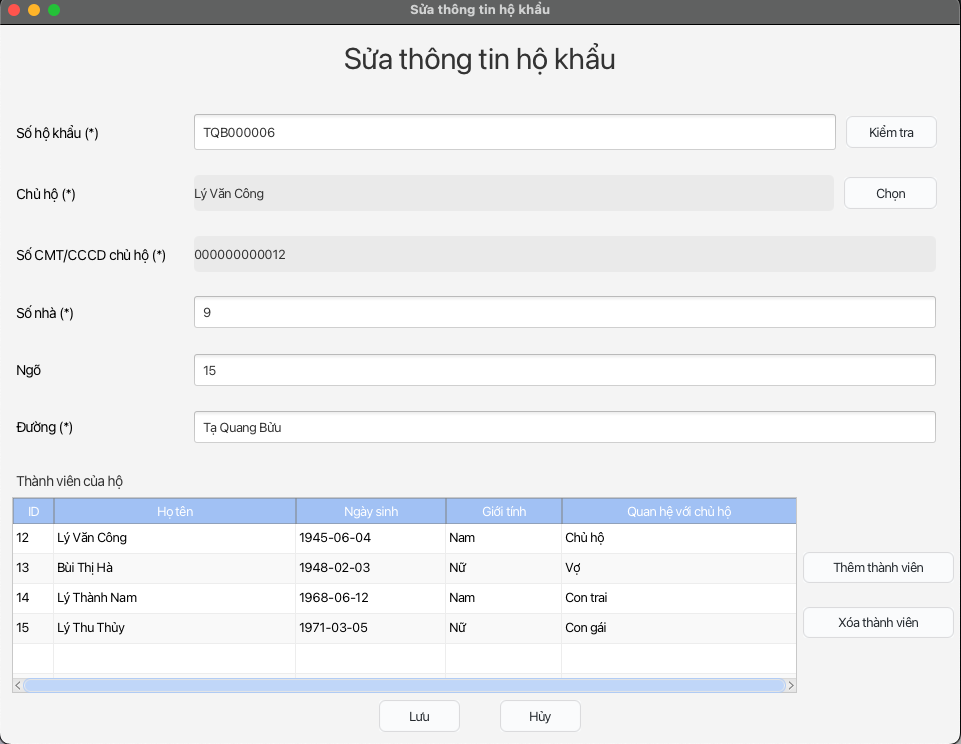 Sửa thông tin hộ khẩu
Sửa thông tin hộ khẩu
Số hộ khẩu (*) TQB000006 Kiểm tra
Chủ hộ (*) Lý Văn Công Chọn
Số CMT/CCCD chủ hộ (*) 000000000012
Số nhà (*) 9
Ngõ 15
Đường (*) Tạ Quang Bửu
Thành viên của hộ
ID Họ tên Ngày sinh Giới tính Quan hệ với chủ hộ
12 Lý Văn Công 1945-06-04 Nam Chủ hộ
13 Bùi Thị Hà 1948-02-03 Nữ Vợ
Thêm thành viên
14 Lý Thành Nam 1968-06-12 Nam Con trai
15 Lý Thu Thủy 1971-03-05 Nữ Con gái
Xóa thành viên
Lưu Hủy